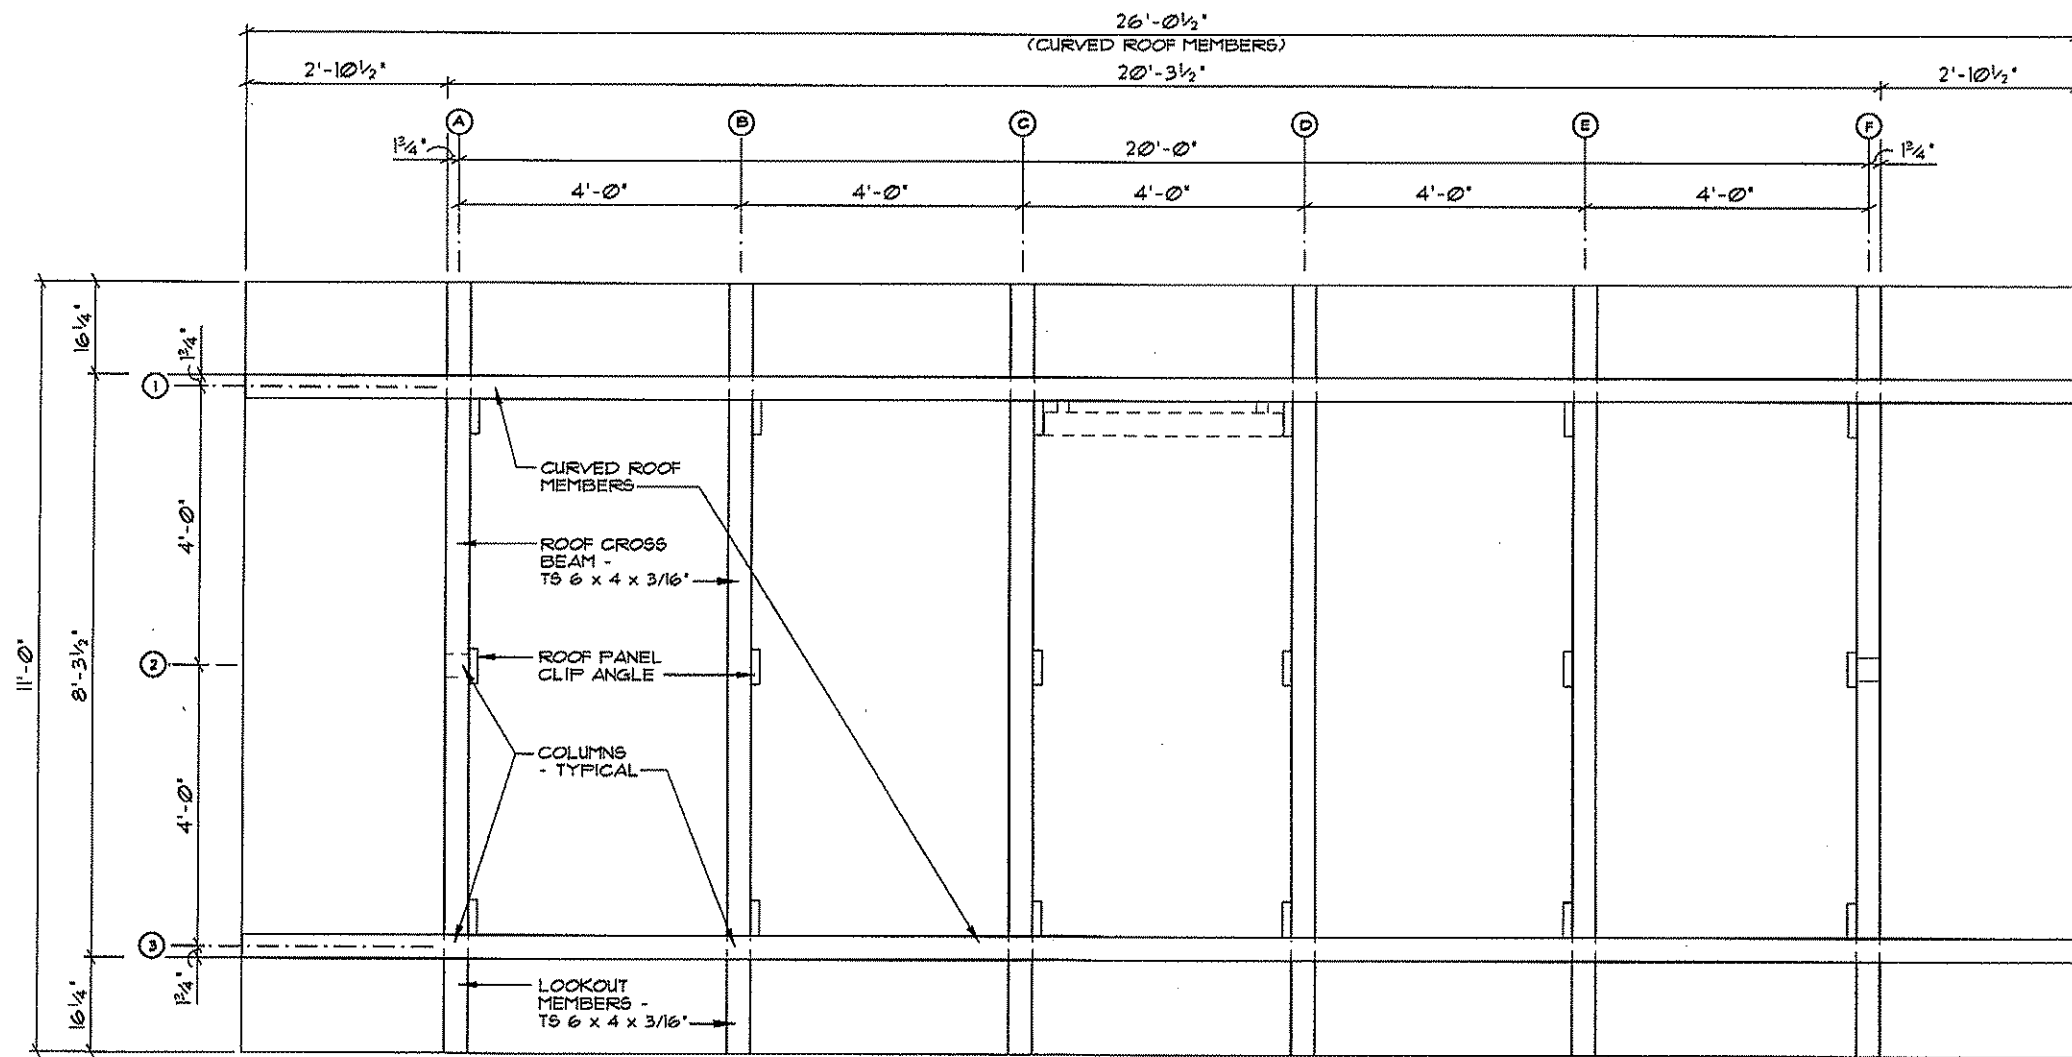 26'-0½"
(CURVED ROOF MEMBERS)
2'-10½"
20'-3½"
2'-10½"
A
B
C
D
E
F
1¾"
20'-0"
1¾"
4'-0"
4'-0"
4'-0"
4'-0"
4'-0"
16¼"
1¾"
1
CURVED ROOF
MEMBERS
4'-0"
ROOF CROSS
BEAM -
TS 6 x 4 x 3/16"
11'-0"
8'-3½"
2
ROOF PANEL
CLIP ANGLE
COLUMNS
- TYPICAL
4'-0"
3
16¼"
1¾"
LOOKOUT
MEMBERS -
TS 6 x 4 x 3/16"